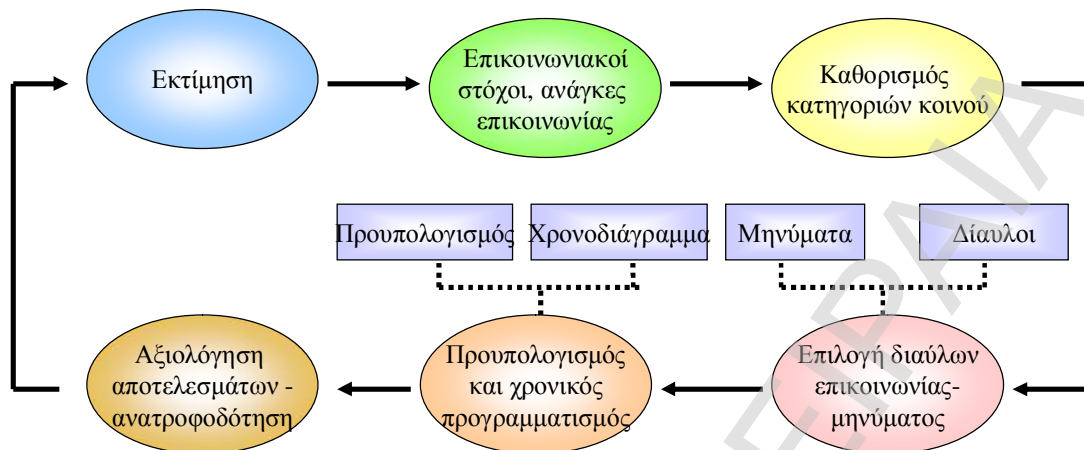 Εκτίμηση
Επικοινωνιακοί
στόχοι, ανάγκες
επικοινωνίας
Καθορισμός
κατηγοριών κοινού
Προυπολογισμός
Χρονοδιάγραμμα
Μηνύματα
Δίαυλοι
Αξιολόγηση
αποτελεσμάτων -
ανατροφοδότηση
Προυπολογισμός
και χρονικός
προγραμματισμός
Επιλογή διαύλων
επικοινωνίας-
μηνύματος
ΕΙΡΑΙΑ